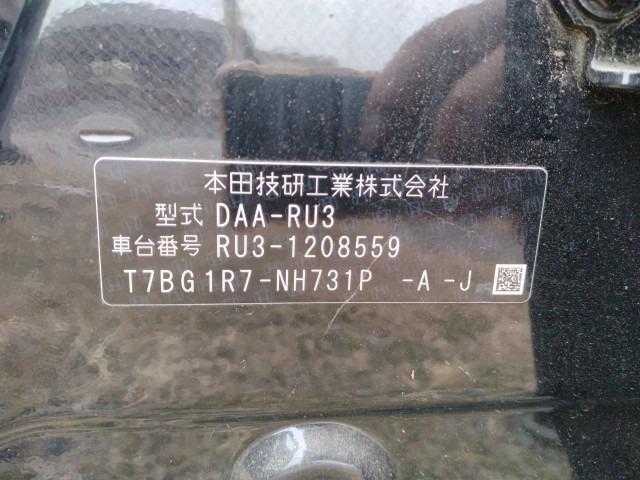 本田技研工業株式会社
型式 DAA-RU3
車台番号 RU3-1208559
T7BG1R7-NH731P -A -J